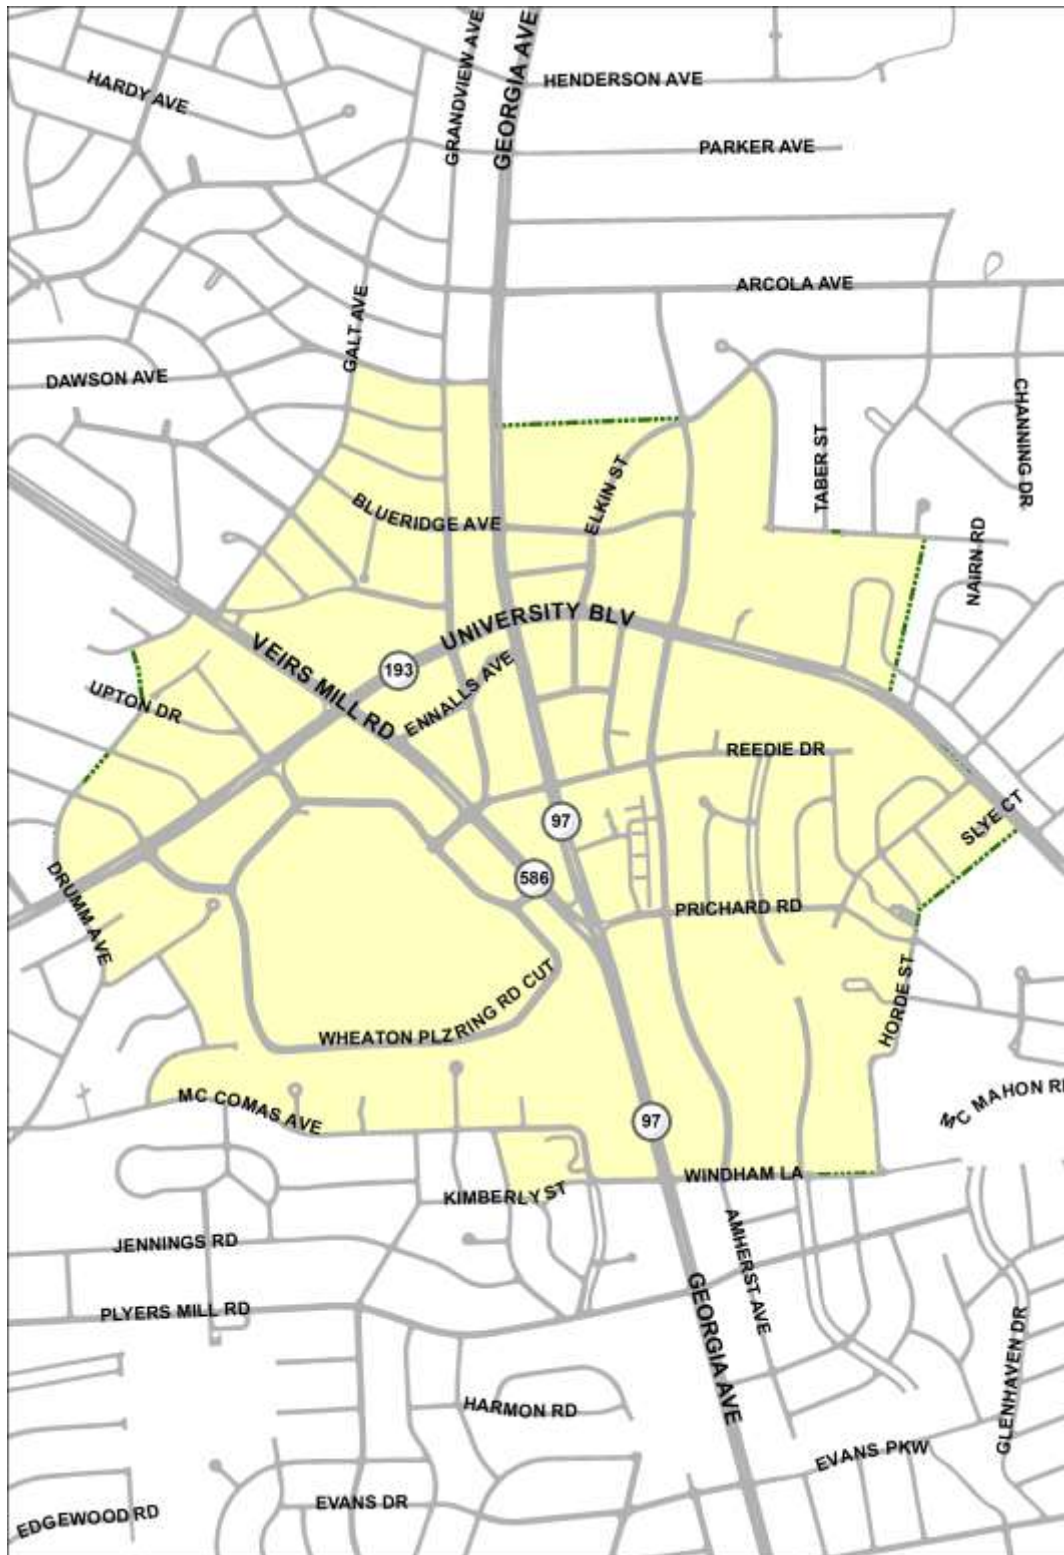 GRANDVIEW AVE
GEORGIA AVE
HENDERSON AVE
HARDY AVE
PARKER AVE
ARCOLA AVE
GALT AVE
DAWSON AVE
CHANNING DR
TABER ST
ELKIN ST
BLUERIDGE AVE
NAIRN RD
UNIVERSITY BLV
VEIRS MILL RD
193
ENNALLS AVE
UPTON DR
REEDIE DR
97
SLYE CT
586
DRUMM AVE
PRICHARD RD
HORDE ST
WHEATON PLZ
RING RD CUT
MC COMAS AVE
MC MAHON RD
97
WINDHAM LA
KIMBERLY ST
JENNINGS RD
AMHERST AVE
PLYERS MILL RD
GEORGIA AVE
GLENHAVEN DR
HARMON RD
EVANS PKW
EVANS DR
EDGEWOOD RD